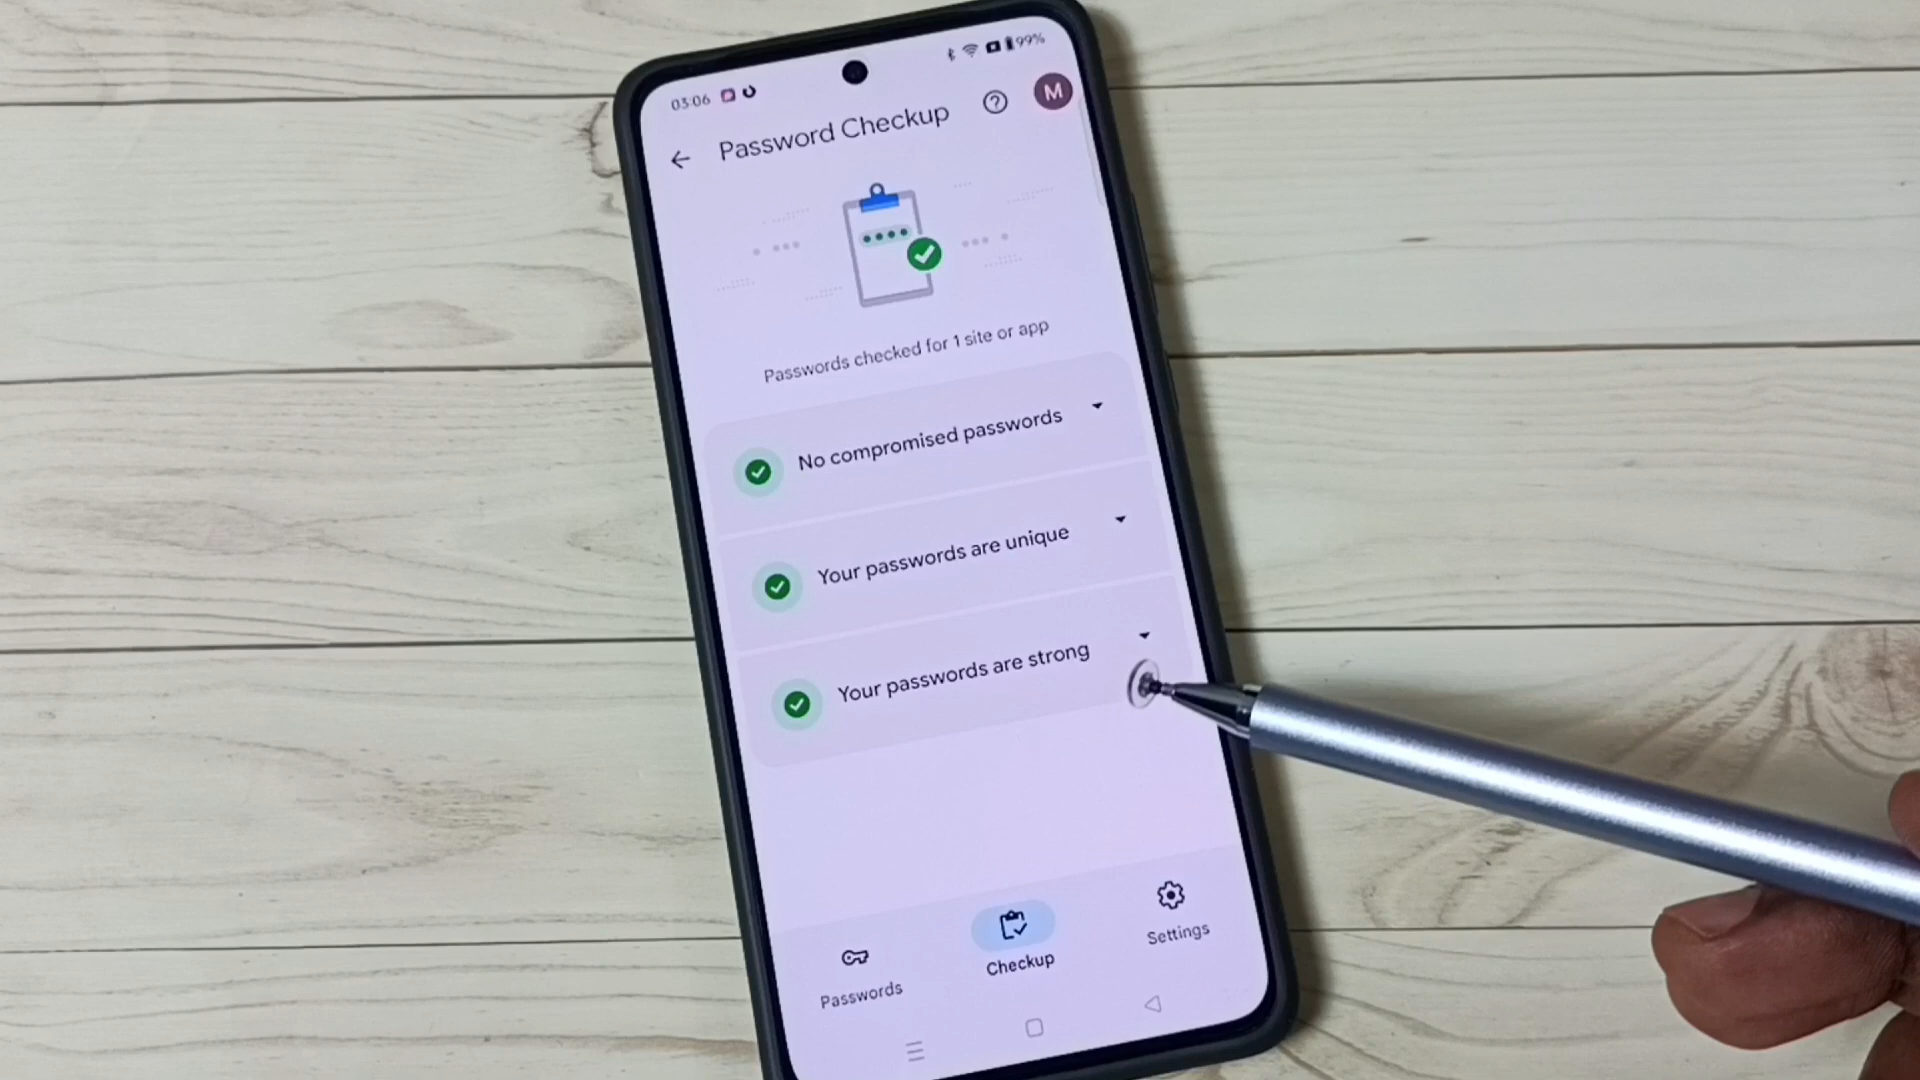 03:06
99%
Password Checkup
M
Passwords checked for 1 site or app
No compromised passwords
Your passwords are unique
Your passwords are strong
Passwords
Checkup
Settings